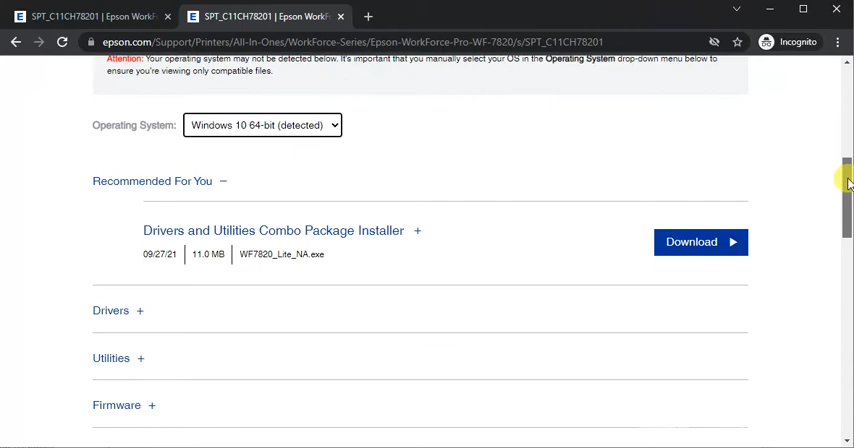 SPT_C11CH78201 | Epson WorkF
SPT_C11CH78201 | Epson WorkF
epson.com/Support/Printers/All-In-Ones/WorkForce-Series/Epson-WorkForce-Pro-WF-7820/s/SPT_C11CH78201
Incognito
Attention: Your operating system may not be detected below. It's important that you manually select your OS in the Operating System drop-down menu below to
ensure you're viewing only compatible files.
Operating System: Windows 10 64-bit (detected)
Recommended For You −
Drivers and Utilities Combo Package Installer +
09/27/21 | 11.0 MB | WF7820_Lite_NA.exe
Download
Drivers +
Utilities +
Firmware +